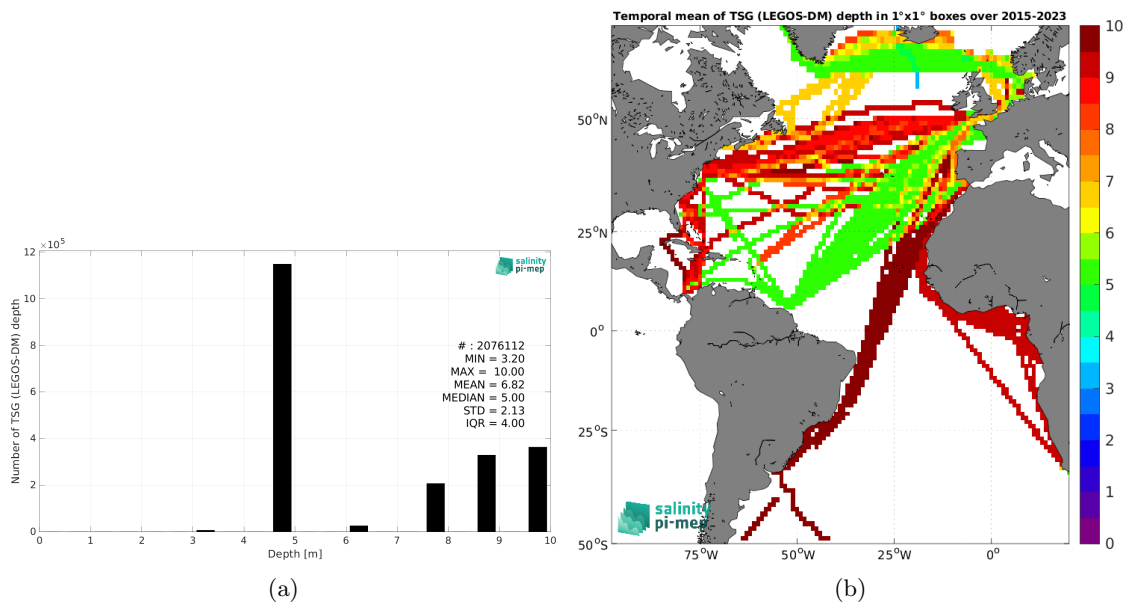 Temporal mean of TSG (LEGOS-DM) depth in 1°x1° boxes over 2015-2023
×10⁵
12
10
8
6
4
2
0
Number of TSG (LEGOS-DM) depth
salinity
pi-mep
# : 2076112
MIN = 3.20
MAX = 10.00
MEAN = 6.82
MEDIAN = 5.00
STD = 2.13
IQR = 4.00
0 1 2 3 4 5 6 7 8 9 10
Depth [m]
(a)
50°N
25°N
0°
25°S
50°S
salinity
pi-mep
75°W 50°W 25°W 0°
10
9
8
7
6
5
4
3
2
1
0
(b)